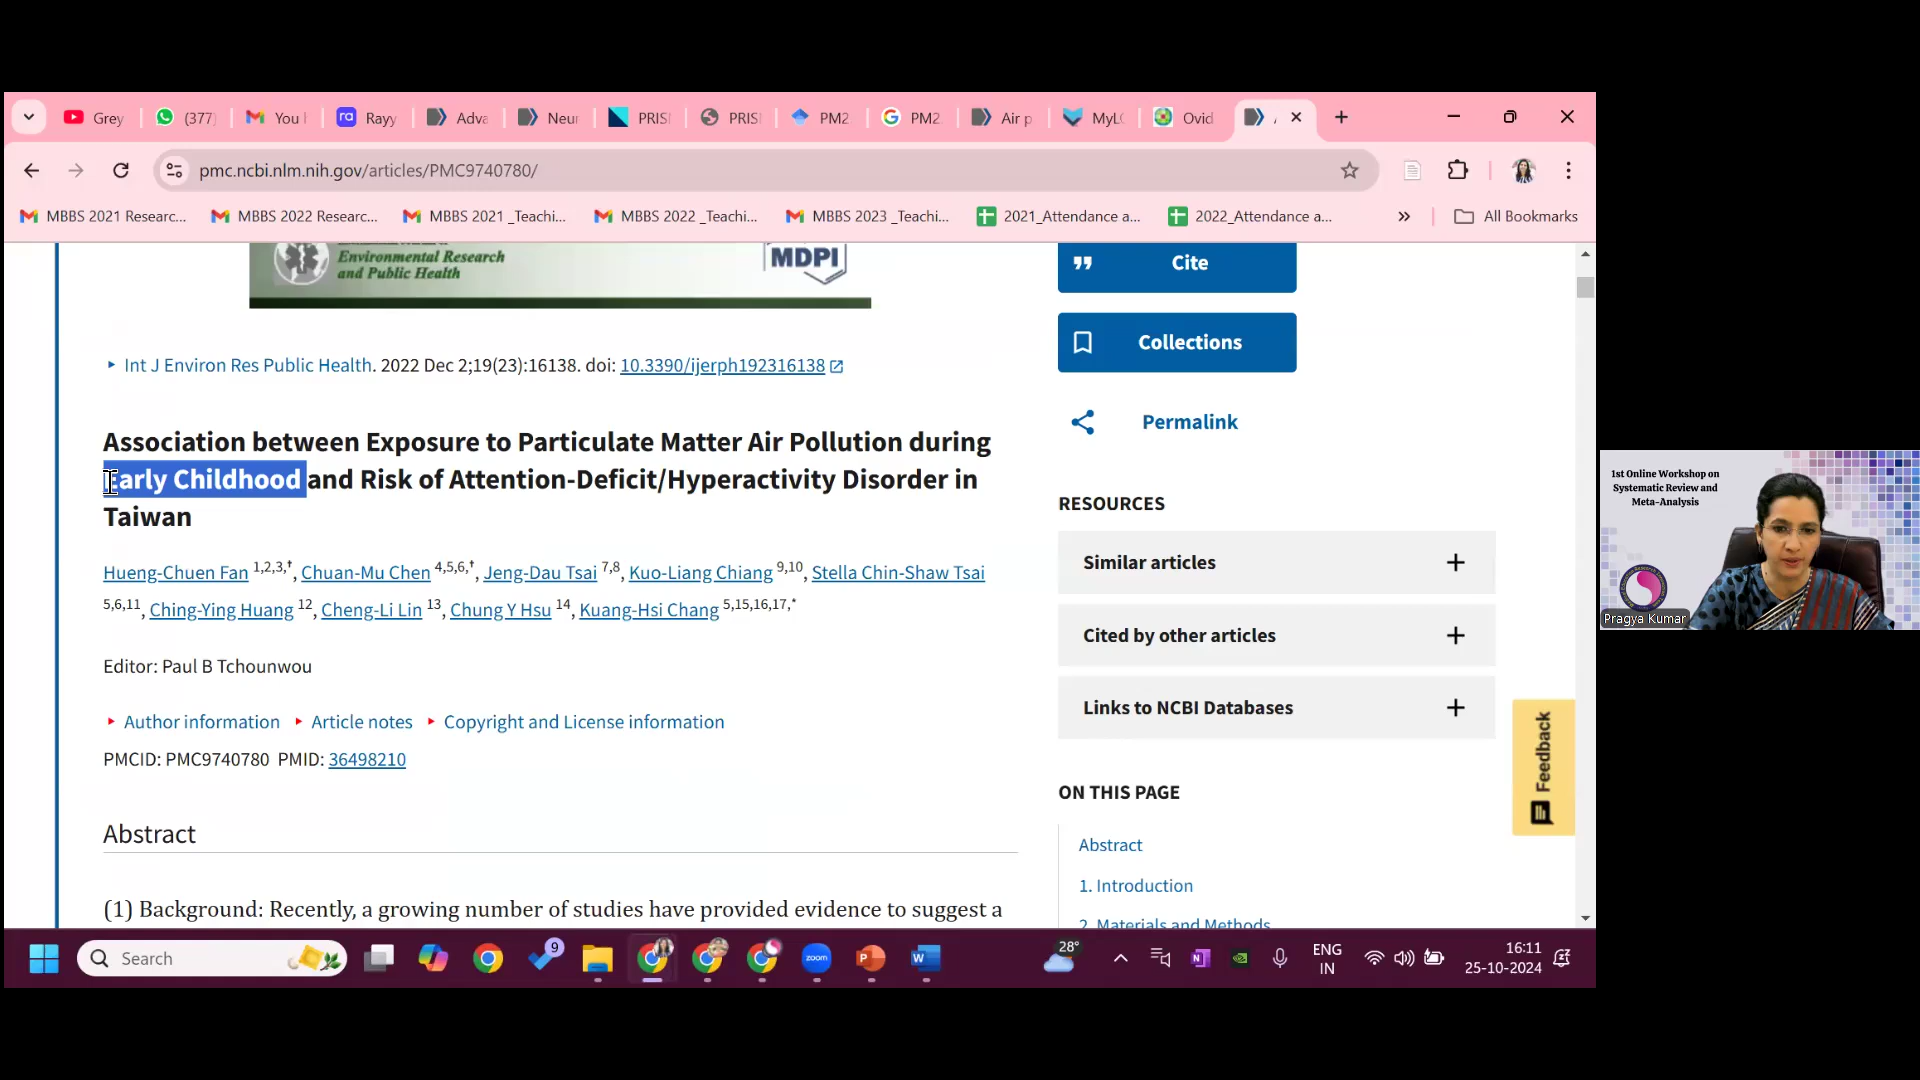 Grey
(377)
You
Rayy
Adva
Neur
PRIS
PRIS
PM2
PM2
Air p
MyL
Ovid
pmc.ncbi.nlm.nih.gov/articles/PMC9740780/
MBBS 2021 Researc...
MBBS 2022 Researc...
MBBS 2021 _Teachi...
MBBS 2022 _Teachi...
MBBS 2023 _Teachi...
2021_Attendance a...
2022_Attendance a...
All Bookmarks
Environmental Research
and Public Health
MDPI
Int J Environ Res Public Health. 2022 Dec 2;19(23):16138. doi: 10.3390/ijerph192316138
Association between Exposure to Particulate Matter Air Pollution during
Early Childhood and Risk of Attention-Deficit/Hyperactivity Disorder in
Taiwan
Hueng-Chuen Fan 1,2,3,†, Chuan-Mu Chen 4,5,6,†, Jeng-Dau Tsai 7,8, Kuo-Liang Chiang 9,10, Stella Chin-Shaw Tsai
5,6,11, Ching-Ying Huang 12, Cheng-Li Lin 13, Chung Y Hsu 14, Kuang-Hsi Chang 5,15,16,17,*
Editor: Paul B Tchounwou
Author information
Article notes
Copyright and License information
PMCID: PMC9740780 PMID: 36498210
Abstract
(1) Background: Recently, a growing number of studies have provided evidence to suggest a
Cite
Collections
Permalink
RESOURCES
Similar articles
Cited by other articles
Links to NCBI Databases
ON THIS PAGE
Abstract
1. Introduction
2. Materials and Methods
Feedback
1st Online Workshop on
Systematic Review and
Meta-Analysis
Pragya Kumar
Search
9
zoom
28°
ENG
IN
16:11
25-10-2024